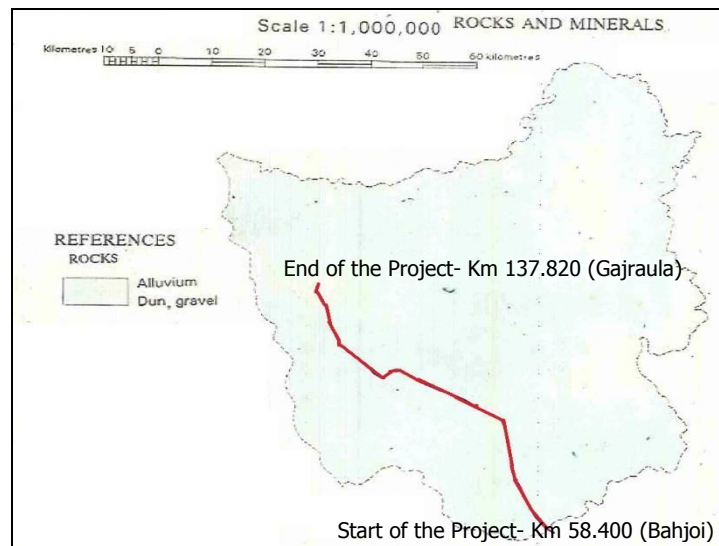 Scale 1:1,000,000 ROCKS AND MINERALS
Kilometres 10 5 0 10 20 30 40 50 60 kilometres
REFERENCES
ROCKS
Alluvium
Dun, gravel
End of the Project- Km 137.820 (Gajraula)
Start of the Project- Km 58.400 (Bahjoi)